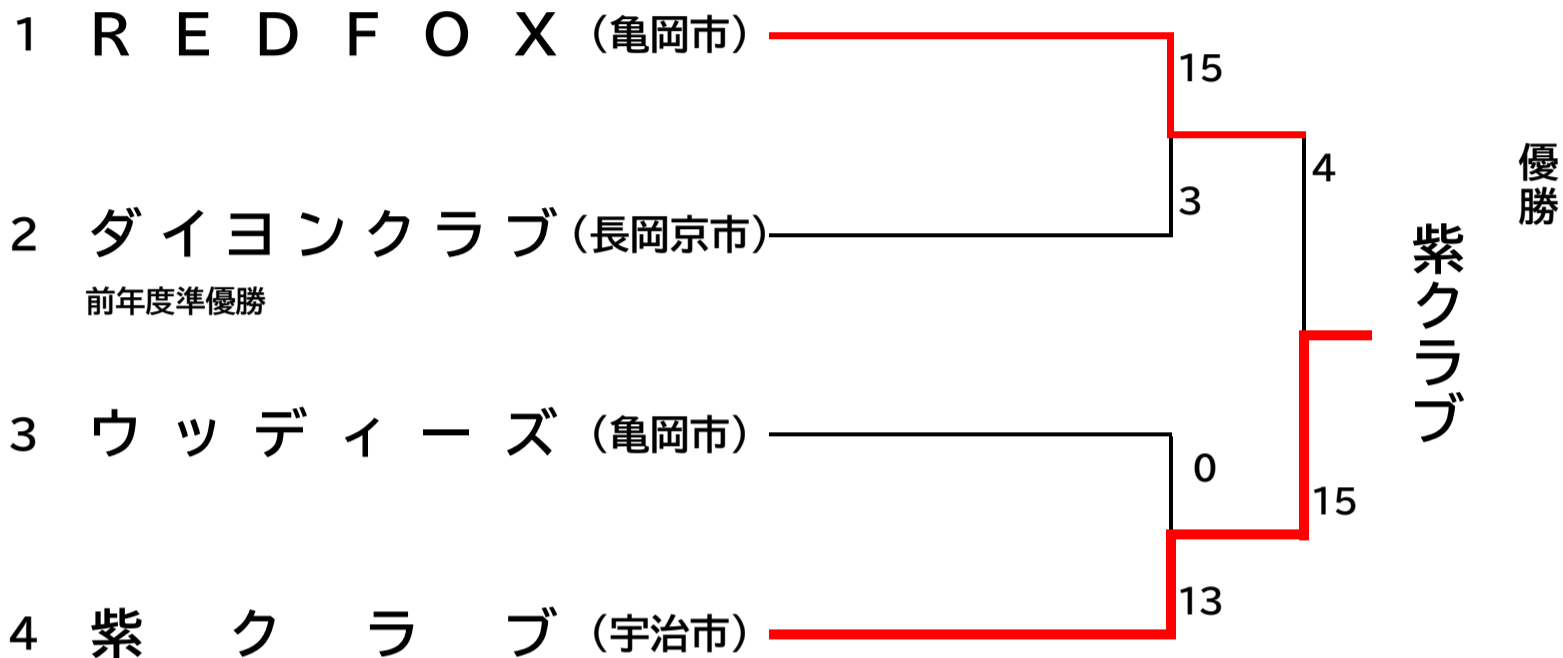 1 REDFOX (亀岡市)
15
4
3
2 ダイヨンクラブ (長岡京市)
前年度準優勝
優勝
紫クラブ
3 ウッディーズ (亀岡市)
0
15
13
4 紫クラブ (宇治市)